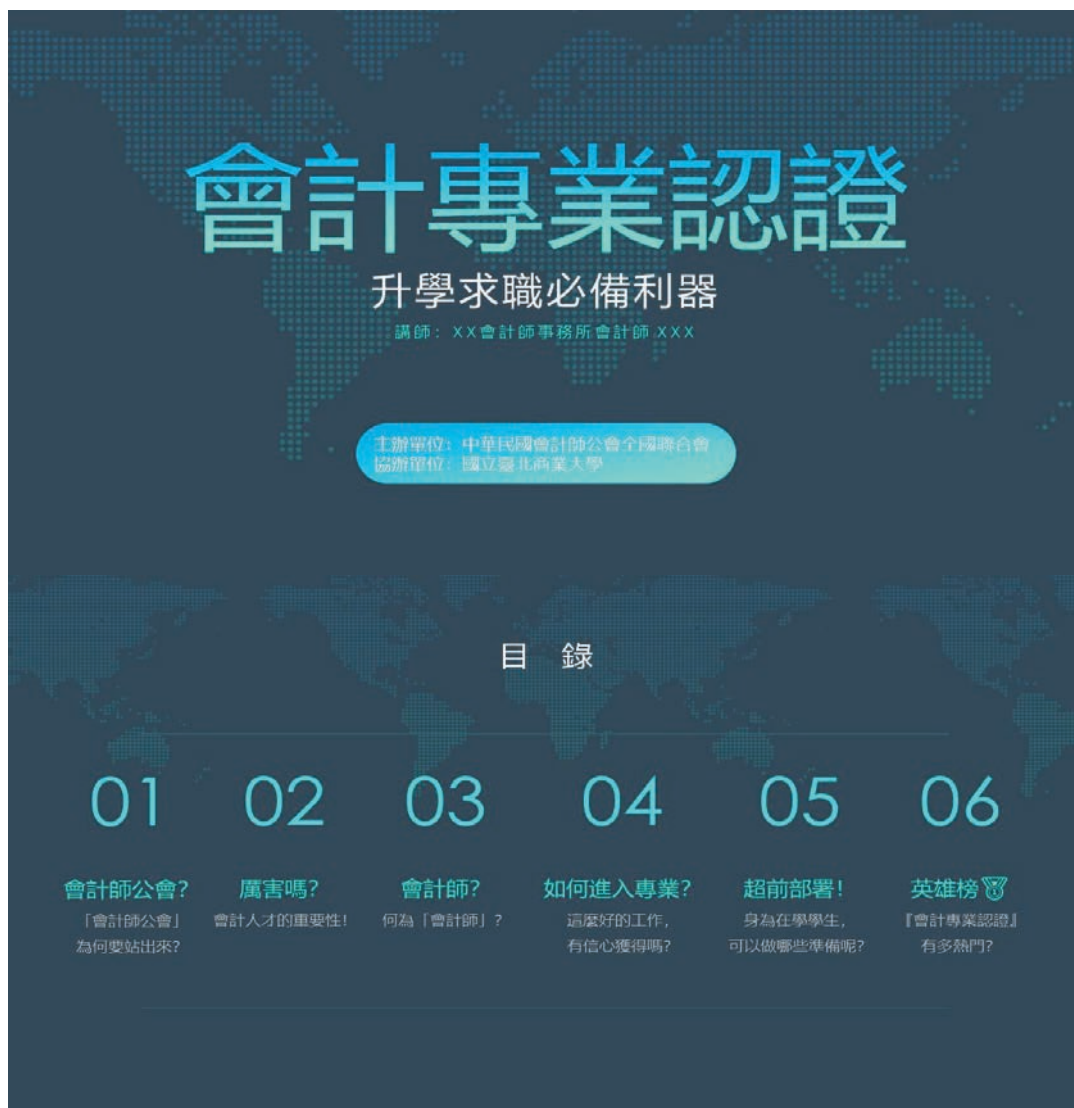 會計專業認證
升學求職必備利器
講師：XX會計師事務所會計師 XXX
主辦單位：中華民國會計師公會全國聯合會
協辦單位：國立臺北商業大學
目 錄
01
會計師公會?
「會計師公會」
為何要站出來?
02
厲害嗎?
會計人才的重要性!
03
會計師?
何為「會計師」?
04
如何進入專業?
這麼好的工作，
有信心獲得嗎?
05
超前部署!
身為在學學生，
可以做哪些準備呢?
06
英雄榜
『會計專業認證』
有多熱門?